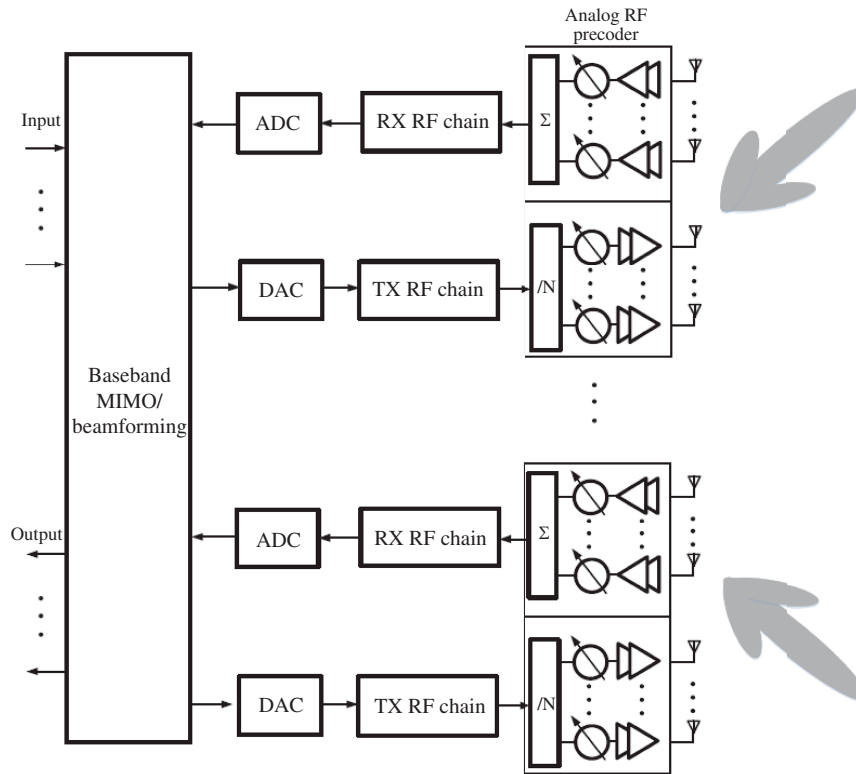 Analog RF
precoder
Input
ADC
RX RF chain
Σ
DAC
TX RF chain
/N
Baseband
MIMO/
beamforming
Output
ADC
RX RF chain
Σ
DAC
TX RF chain
/N